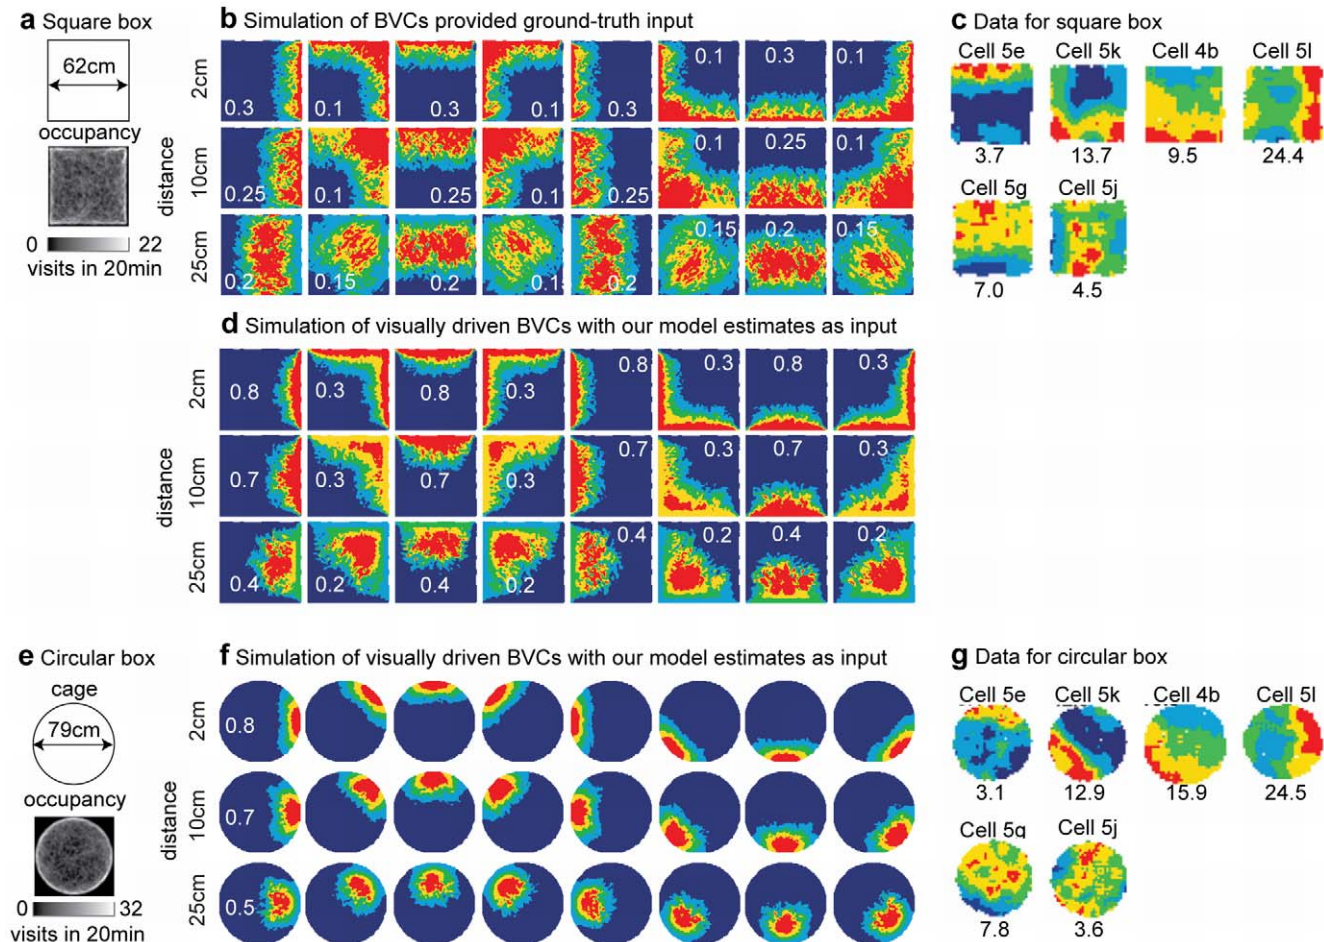 a Square box
62cm
occupancy
0 22
visits in 20min
b Simulation of BVCs provided ground-truth input
distance
2cm
0.3 0.1 0.3 0.1 0.3 0.1 0.3 0.1
10cm
0.25 0.1 0.25 0.1 0.25 0.1 0.25 0.1
25cm
0.2 0.15 0.2 0.15 0.2 0.15 0.2 0.15
c Data for square box
Cell 5e Cell 5k Cell 4b Cell 5l
3.7 13.7 9.5 24.4
Cell 5g Cell 5j
7.0 4.5
d Simulation of visually driven BVCs with our model estimates as input
distance
2cm
0.8 0.3 0.8 0.3 0.8 0.3 0.8 0.3
10cm
0.7 0.3 0.7 0.3 0.7 0.3 0.7 0.3
25cm
0.4 0.2 0.4 0.2 0.4 0.2 0.4 0.2
e Circular box
cage
79cm
occupancy
0 32
visits in 20min
f Simulation of visually driven BVCs with our model estimates as input
distance
2cm
0.8
10cm
0.7
25cm
0.5
g Data for circular box
Cell 5e Cell 5k Cell 4b Cell 5l
3.1 12.9 15.9 24.5
Cell 5g Cell 5j
7.8 3.6